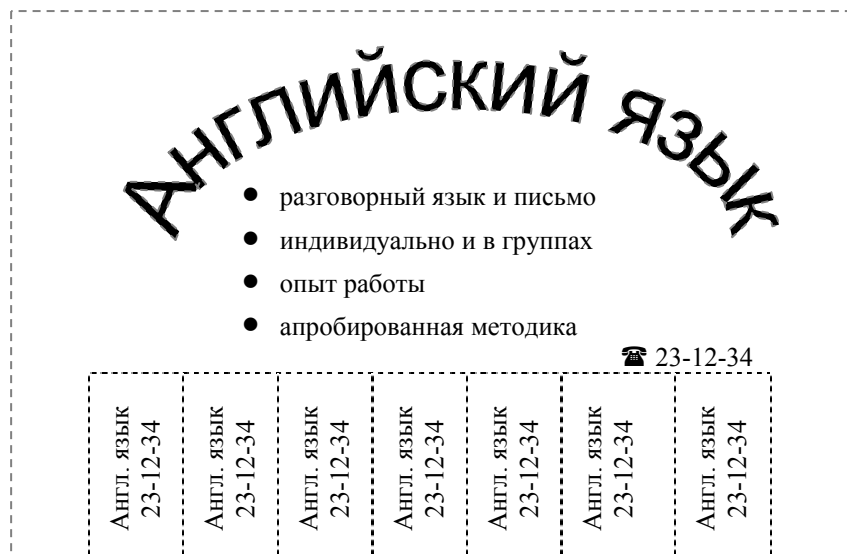 Английский язык
● разговорный язык и письмо
● индивидуально и в группах
● опыт работы
● апробированная методика
☎ 23-12-34
Англ. язык
23-12-34
Англ. язык
23-12-34
Англ. язык
23-12-34
Англ. язык
23-12-34
Англ. язык
23-12-34
Англ. язык
23-12-34
Англ. язык
23-12-34